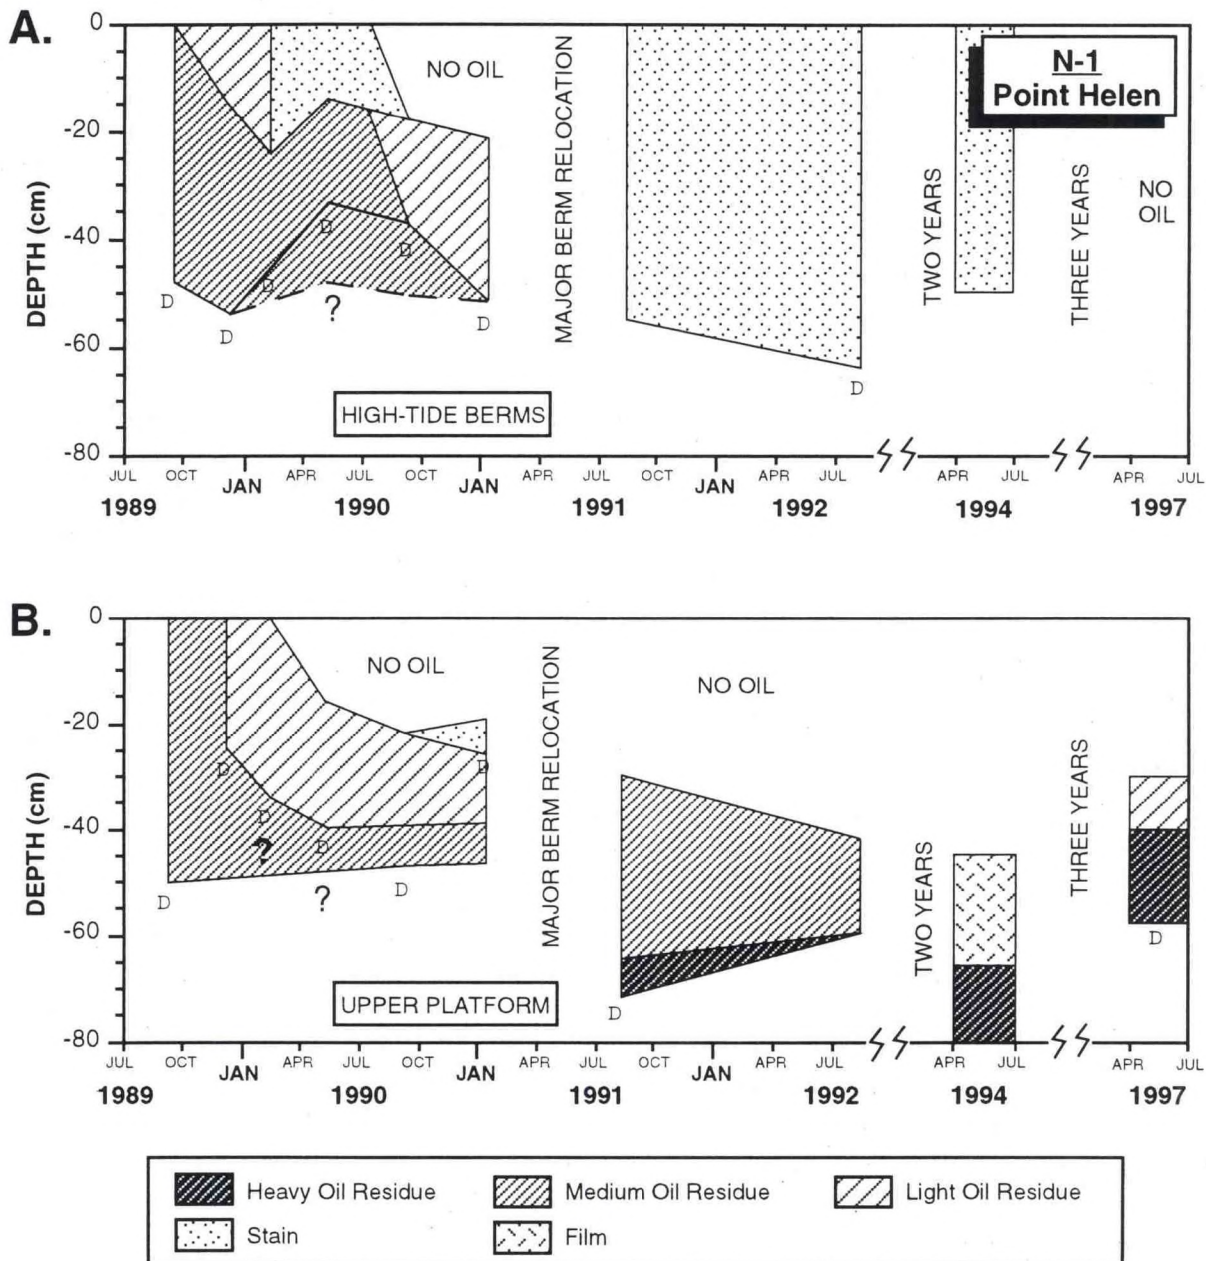 A.
N-1
Point Helen
NO OIL
MAJOR BERM RELOCATION
TWO YEARS
THREE YEARS
NO
OIL
DEPTH (cm)
0
-20
-40
-60
-80
D
D
D
D
D
D
D
?
HIGH-TIDE BERMS
JUL OCT JAN APR JUL OCT JAN APR JUL OCT JAN APR JUL APR JUL APR JUL
1989 1990 1991 1992 1994 1997
B.
NO OIL
MAJOR BERM RELOCATION
NO OIL
TWO YEARS
THREE YEARS
DEPTH (cm)
0
-20
-40
-60
-80
D
D
D
D
D
D
D
D
?
?
UPPER PLATFORM
JUL OCT JAN APR JUL OCT JAN APR JUL OCT JAN APR JUL APR JUL APR JUL
1989 1990 1991 1992 1994 1997
Heavy Oil Residue Medium Oil Residue Light Oil Residue
Stain Film